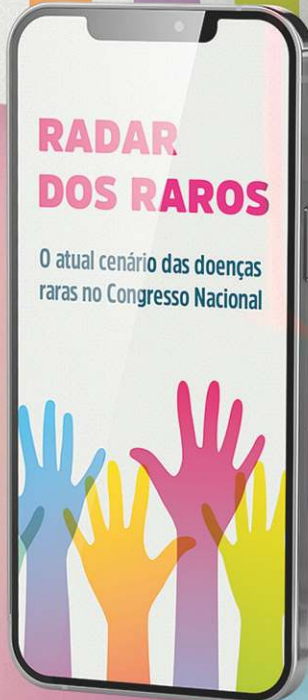 RADAR
DOS RAROS
O atual cenário das doenças
raras no Congresso Nacional